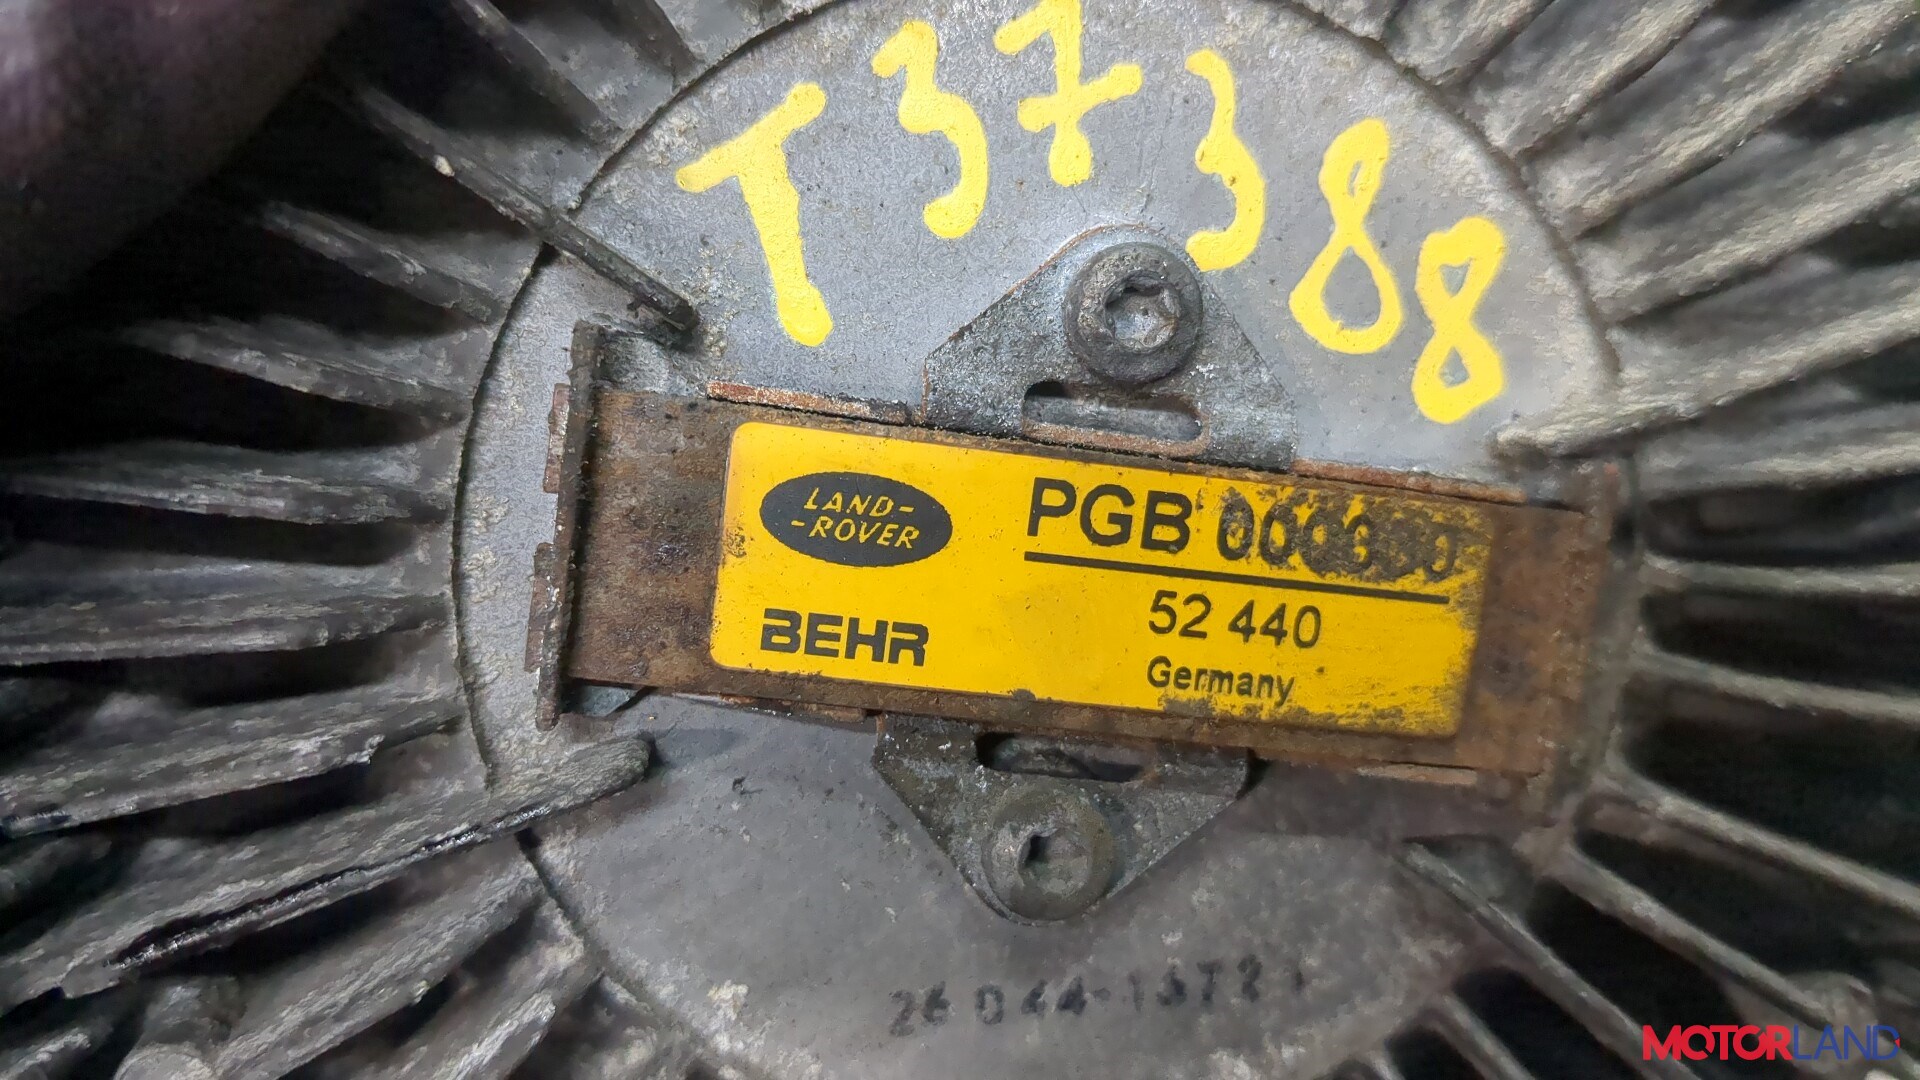 T37388
LAND-
-ROVER
PGB
BEHR
52 440
Germany
MOTORLAND